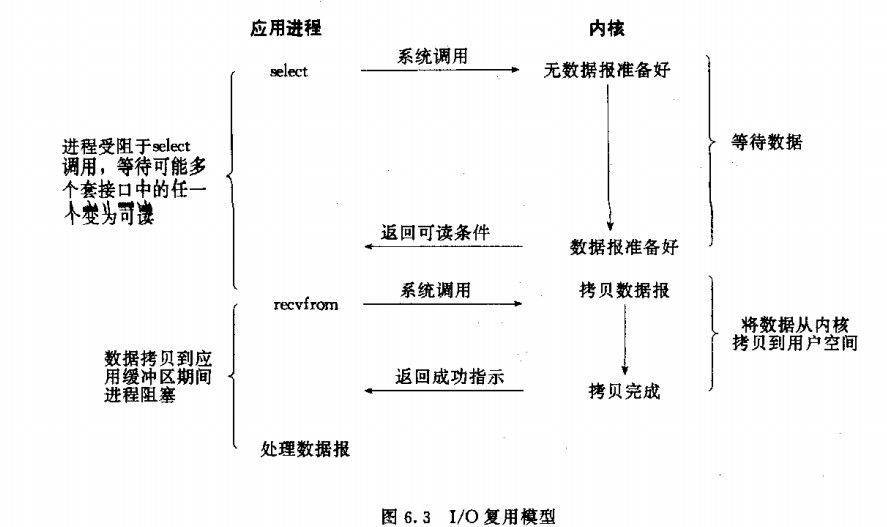 应用进程
内核
select
系统调用
无数据报准备好
进程受阻于select
调用，等待可能多
个套接口中的任一
个变为可读
等待数据
返回可读条件
数据报准备好
recvfrom
系统调用
拷贝数据报
将数据从内核
拷贝到用户空间
数据拷贝到应
用缓冲区期间
进程阻塞
返回成功指示
拷贝完成
处理数据报
图 6.3 I/O 复用模型